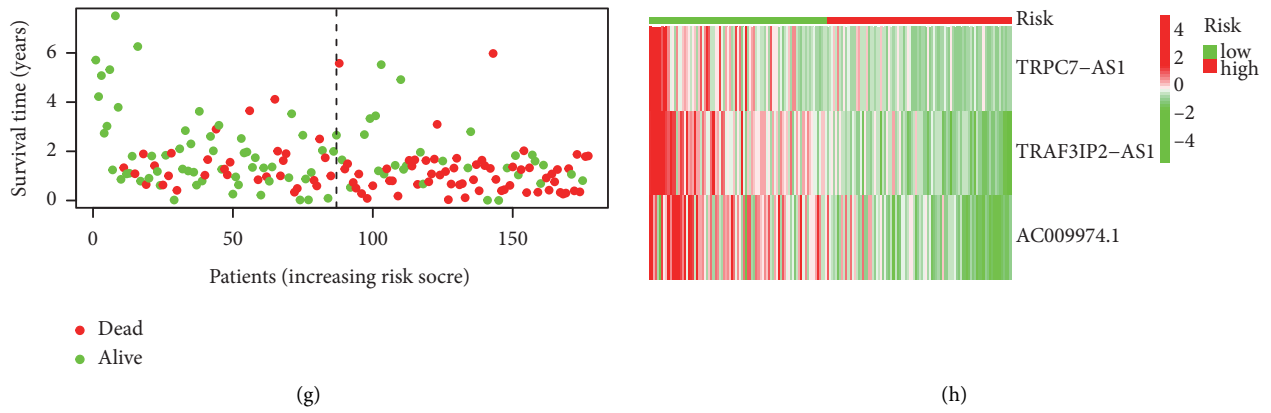 Survival time (years)
6
4
2
0
0
50
100
150
Patients (increasing risk socre)
Dead
Alive
(g)
Risk
TRPC7−AS1
TRAF3IP2−AS1
AC009974.1
4
2
0
−2
−4
Risk
low
high
(h)